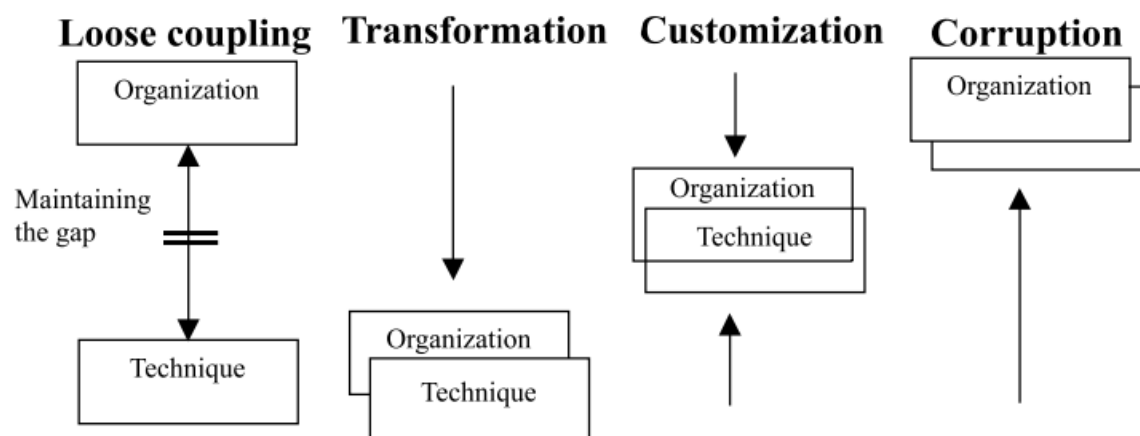 Loose coupling
Transformation
Customization
Corruption
Organization
Maintaining
the gap
Technique
Organization
Technique
Organization
Technique
Organization